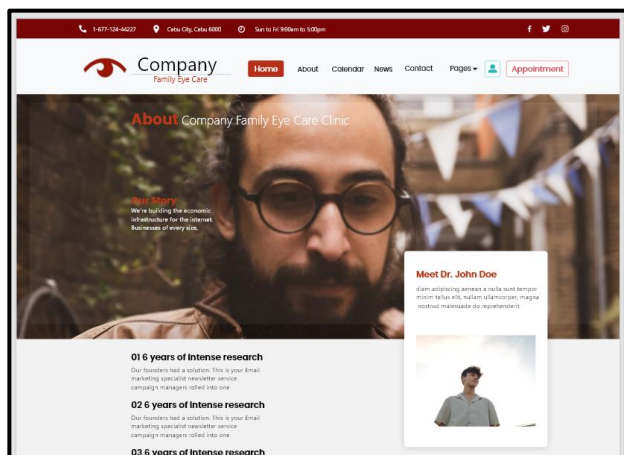 1-677-124-44227
Cebu City, Cebu 6000
Sun to Fri 9:00am to 5:00pm
Company
Family Eye Care
Home
About
Calendar
News
Contact
Pages
Appointment
About Company Family Eye Care Clinic
Our Story
We're building the economic
infrastructure for the internet.
Businesses of every size,
Meet Dr. John Doe
diam adipiscing aenean a nulla sunt tempor
minim tellus elit, nullam ullamcorper, magna
nostrud malesuada do reprehenderit
01 6 years of intense research
Our founders had a solution. This is your Email
marketing specialist newsletter service
campaign managers rolled into one
02 6 years of intense research
Our founders had a solution. This is your Email
marketing specialist newsletter service
campaign managers rolled into one
03 6 years of intense research